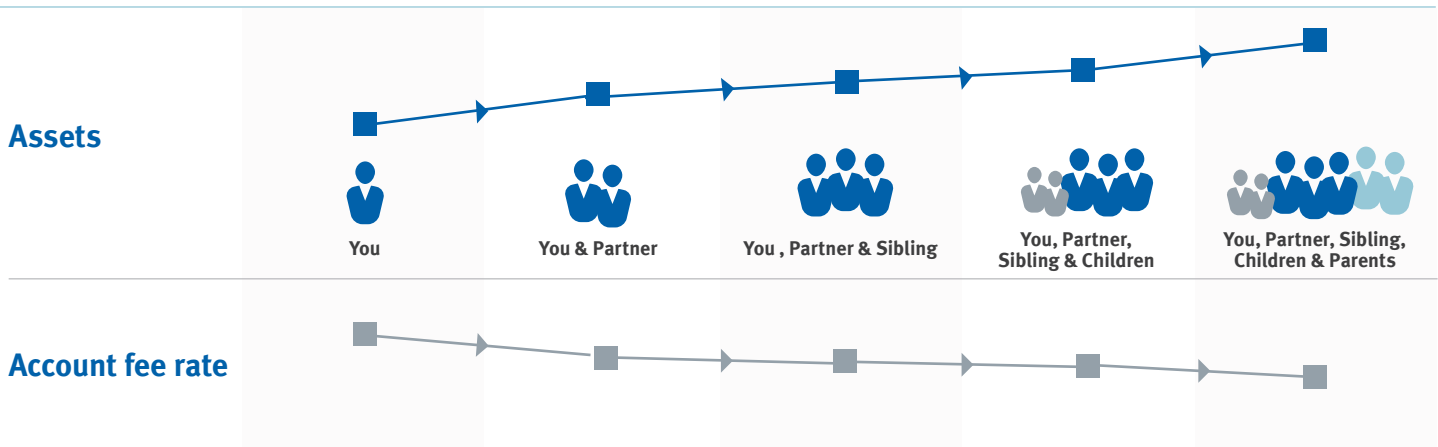 Assets
You
You & Partner
You , Partner & Sibling
You, Partner,
Sibling & Children
You, Partner, Sibling,
Children & Parents
Account fee rate